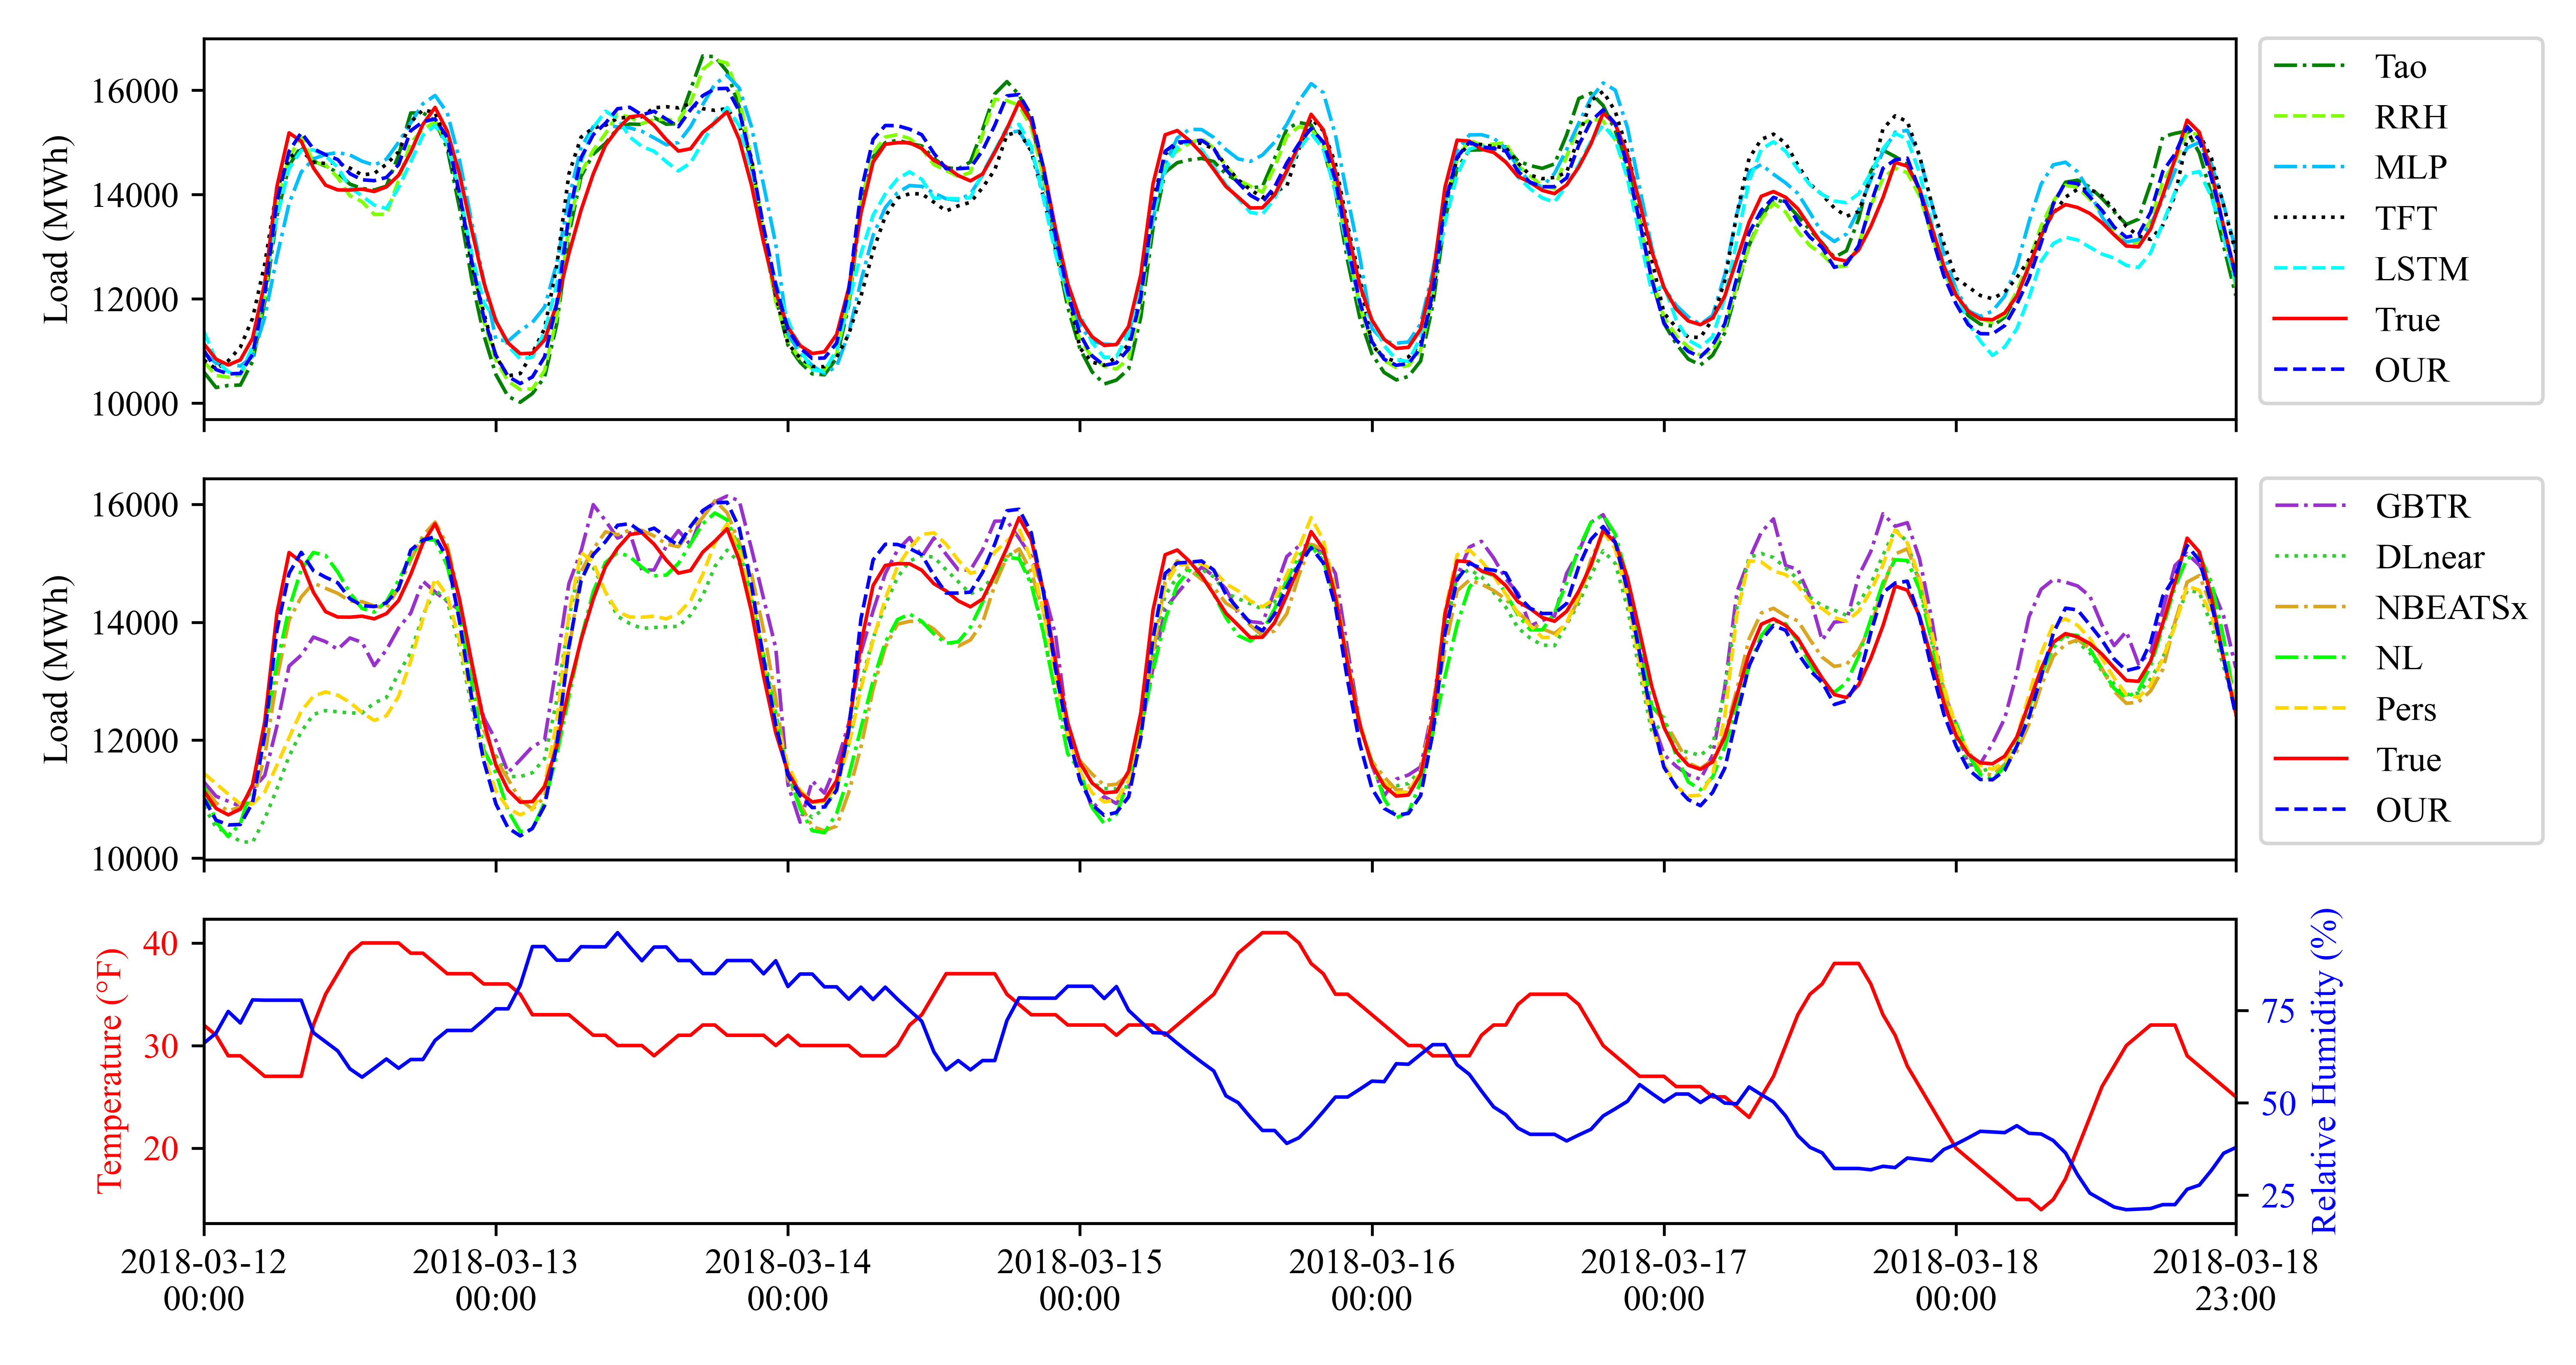 Load (MWh)
16000
14000
12000
10000
Tao
RRH
MLP
TFT
LSTM
True
OUR
Load (MWh)
16000
14000
12000
10000
GBTR
DLnear
NBEATSx
NL
Pers
True
OUR
Temperature (°F)
40
30
20
75
50
25
Relative Humidity (%)
2018-03-12 2018-03-13 2018-03-14 2018-03-15 2018-03-16 2018-03-17 2018-03-18 2018-03-18
00:00 00:00 00:00 00:00 00:00 00:00 00:00 23:00